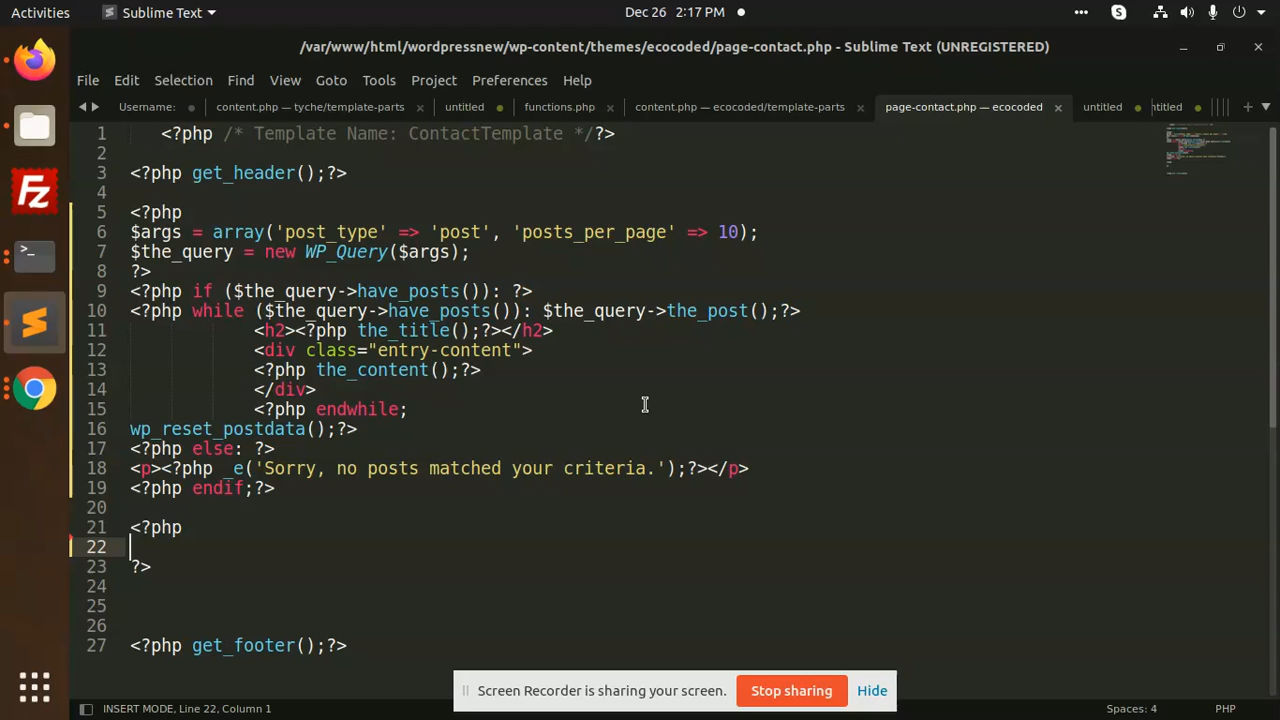 Activities
Sublime Text
Dec 26 2:17 PM
/var/www/html/wordpressnew/wp-content/themes/ecocoded/page-contact.php - Sublime Text (UNREGISTERED)
File Edit Selection Find View Goto Tools Project Preferences Help
Username: content.php — tyche/template-parts untitled functions.php content.php — ecocoded/template-parts page-contact.php — ecocoded untitled ntitled
1 <?php /* Template Name: ContactTemplate */?>
2
3 <?php get_header();?>
4
5 <?php
6 $args = array('post_type' => 'post', 'posts_per_page' => 10);
7 $the_query = new WP_Query($args);
8 ?>
9 <?php if ($the_query->have_posts()): ?>
10 <?php while ($the_query->have_posts()): $the_query->the_post();?>
11 <h2><?php the_title();?></h2>
12 <div class="entry-content">
13 <?php the_content();?>
14 </div>
15 <?php endwhile;
16 wp_reset_postdata();?>
17 <?php else: ?>
18 <p><?php _e('Sorry, no posts matched your criteria.');?></p>
19 <?php endif;?>
20
21 <?php
22
23 ?>
24
25
26
27 <?php get_footer();?>
Screen Recorder is sharing your screen. Stop sharing Hide
INSERT MODE, Line 22, Column 1 Spaces: 4 PHP